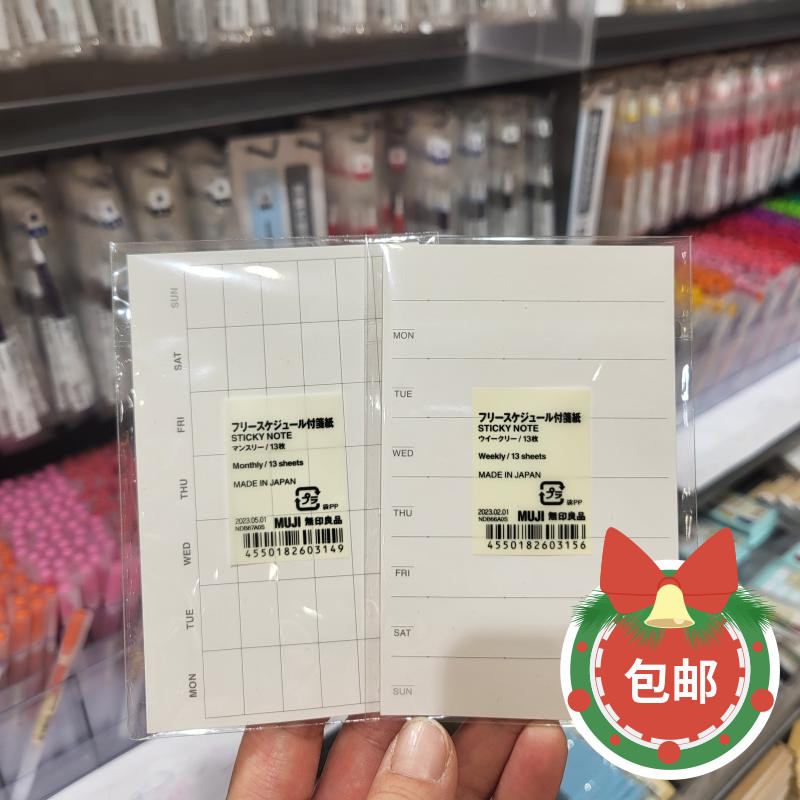 SUN
SAT
FRI
THU
WED
TUE
MON
フリースケジュール付箋紙
STICKY NOTE
マンスリー / 13枚
Monthly / 13 sheets
MADE IN JAPAN
プラ
袋PP
2023.05.01
NDB67A0S
MUJI 無印良品
4550182603149
MON
TUE
WED
THU
FRI
SAT
SUN
フリースケジュール付箋紙
STICKY NOTE
ウイークリー / 13枚
Weekly / 13 sheets
MADE IN JAPAN
プラ
袋PP
2023.02.01
NDB66A0S
MUJI 無印良品
4550182603156
包邮